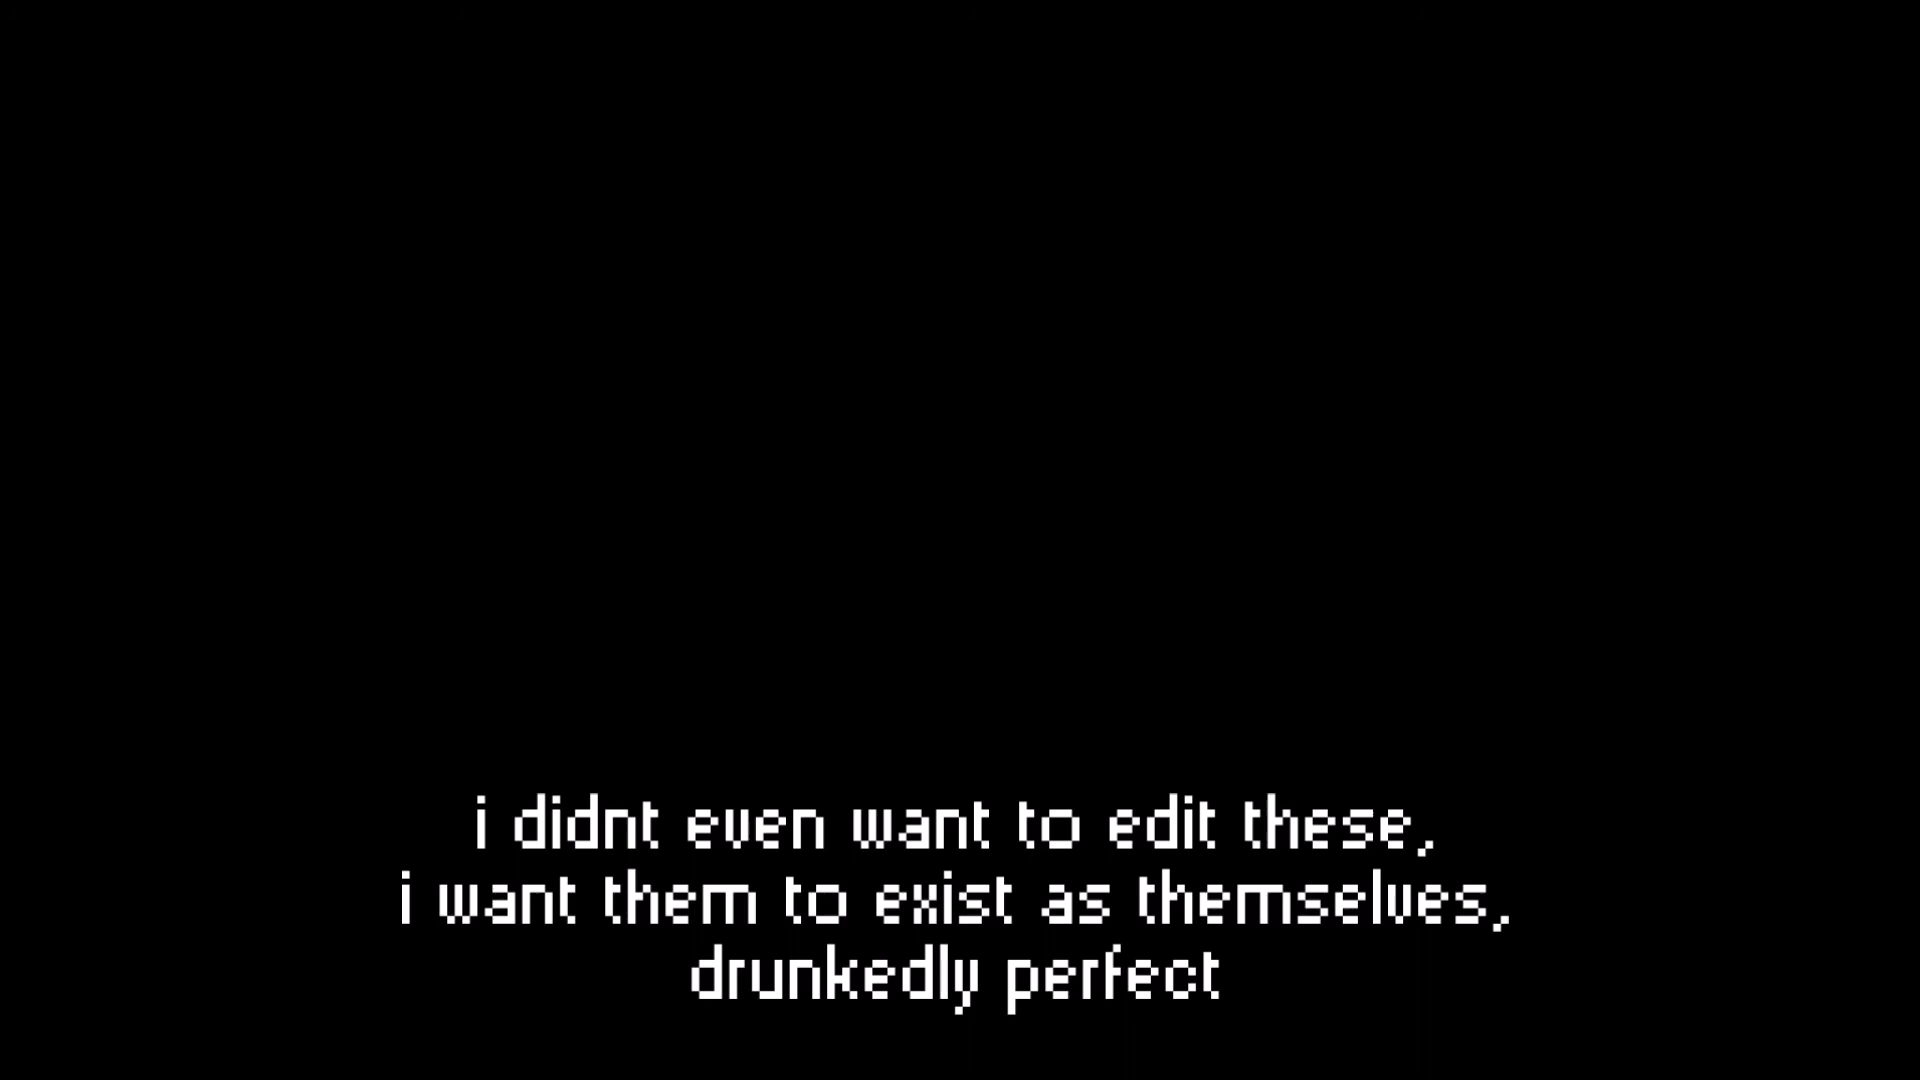 i didnt even want to edit these,
i want them to exist as themselves,
drunkedly perfect